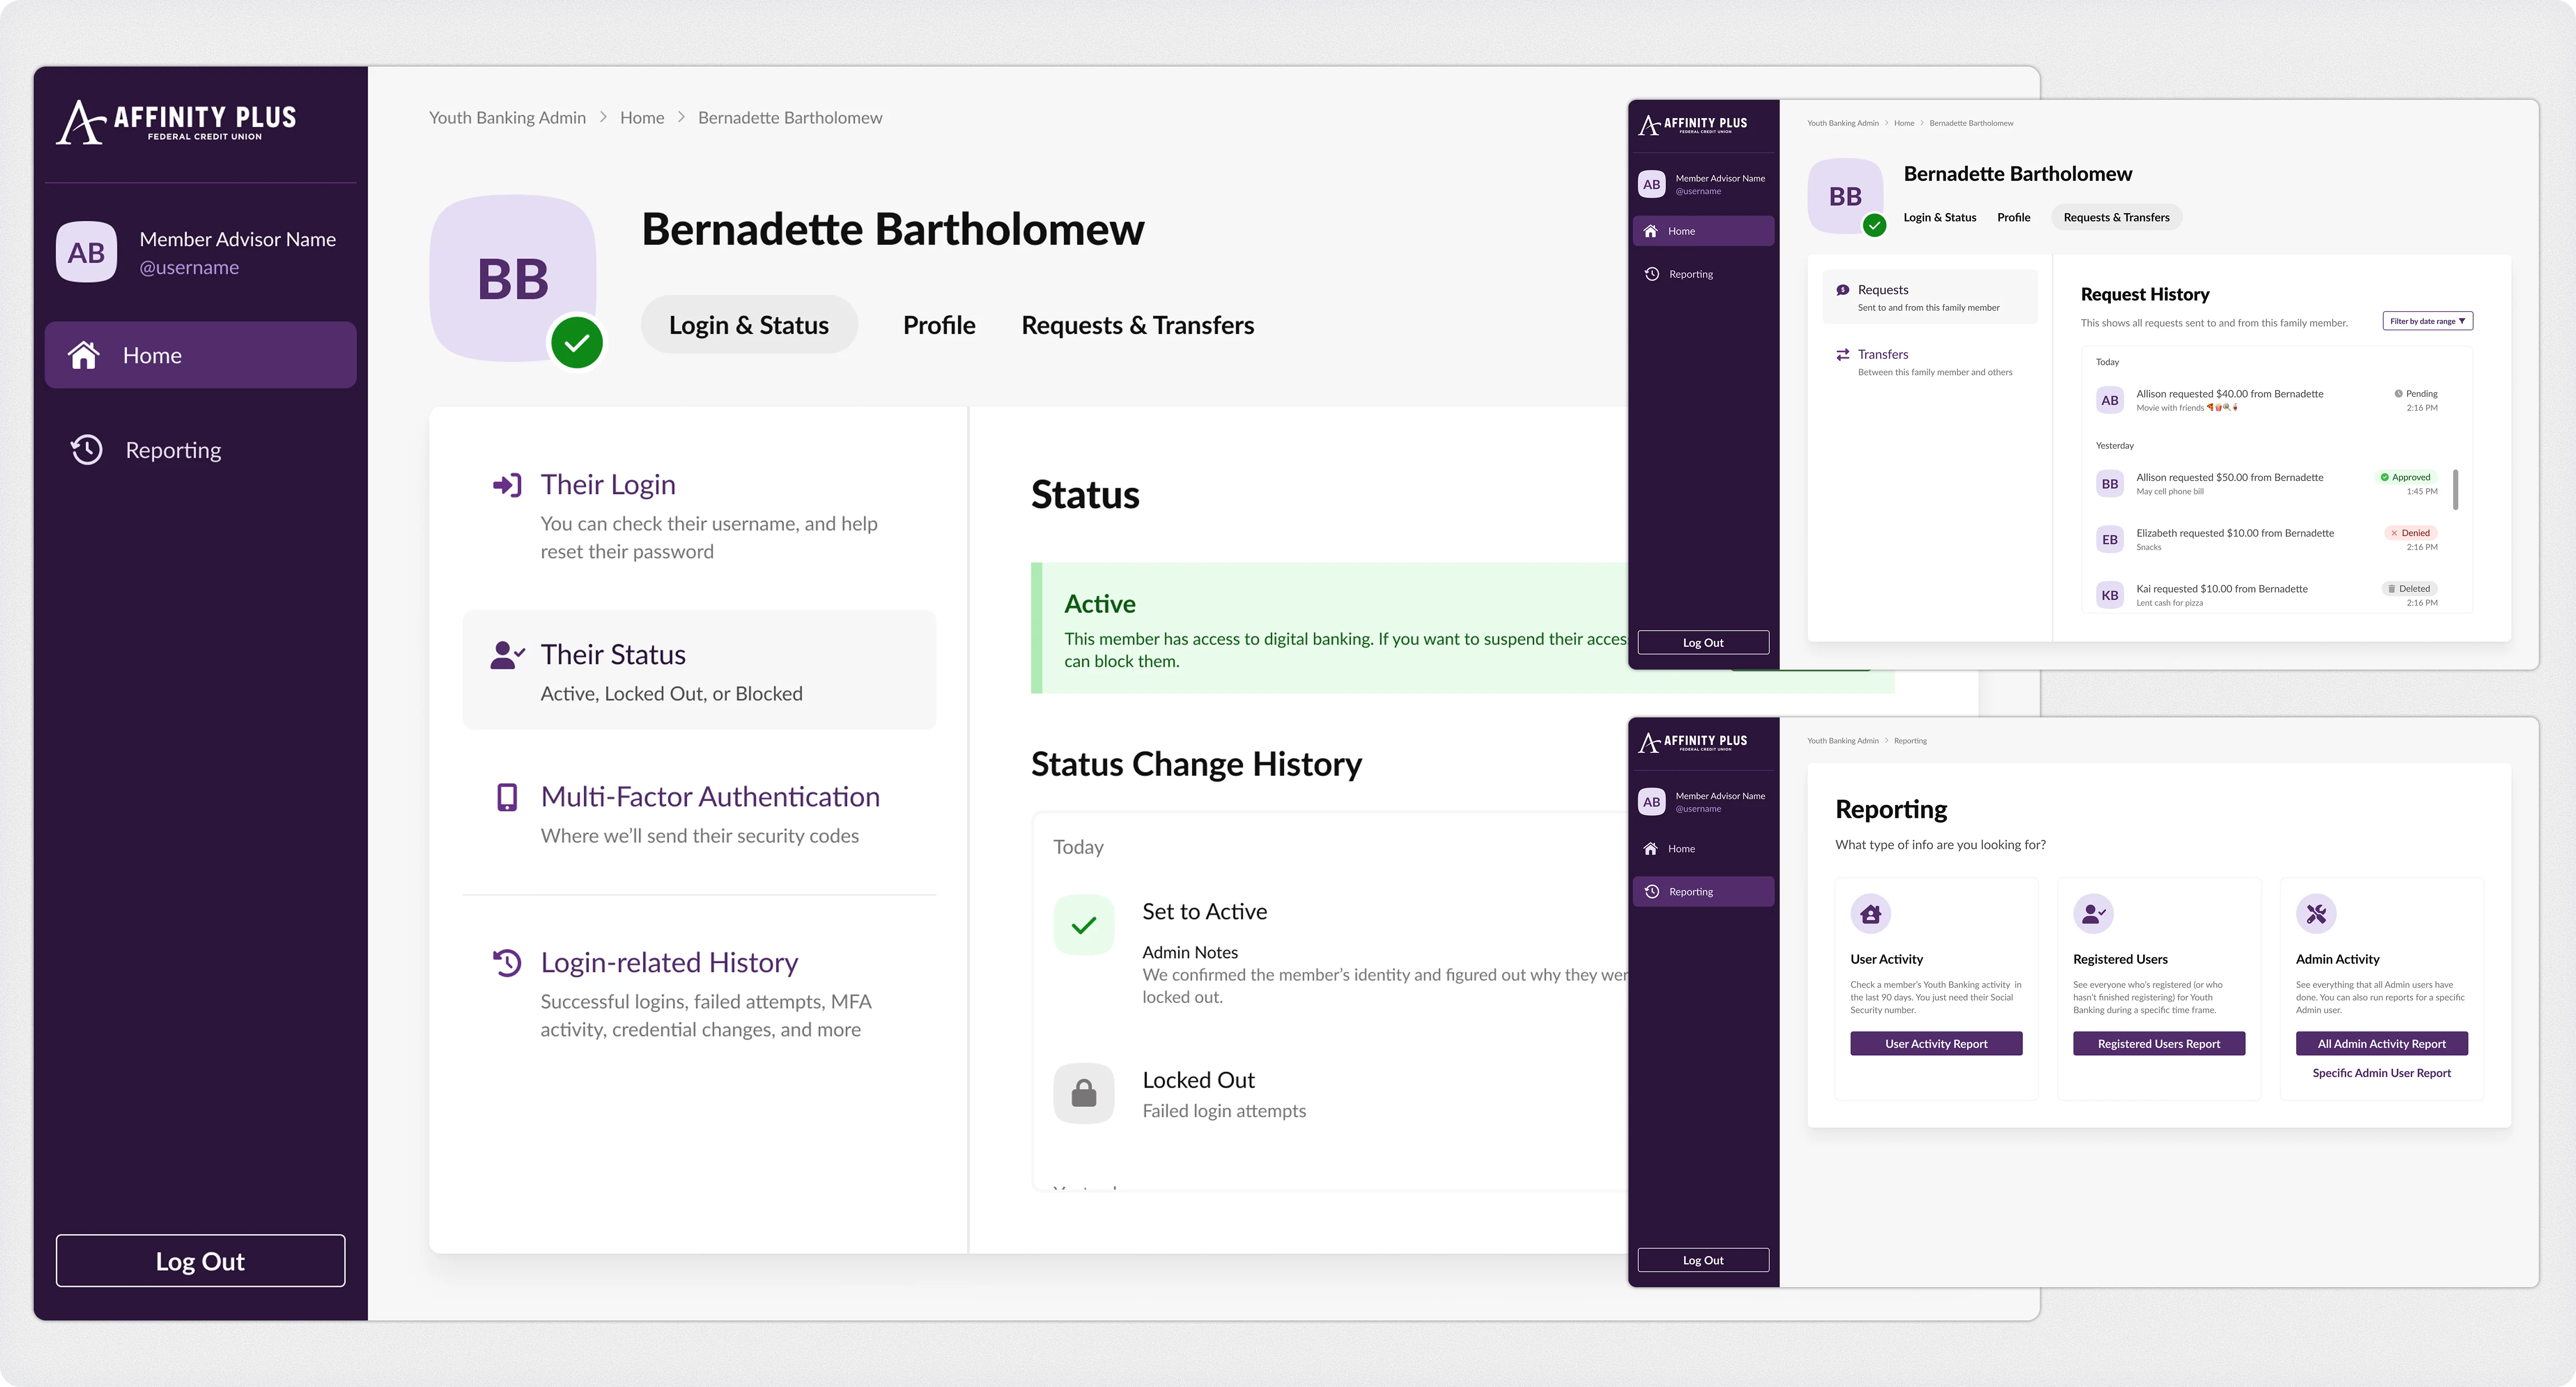 AFFINITY PLUS
FEDERAL CREDIT UNION
AB
Member Advisor Name
@username
Home
Reporting
Log Out
Youth Banking Admin > Home > Bernadette Bartholomew
BB
Bernadette Bartholomew
Login & Status
Profile
Requests & Transfers
Their Login
You can check their username, and help
reset their password
Their Status
Active, Locked Out, or Blocked
Multi-Factor Authentication
Where we'll send their security codes
Login-related History
Successful logins, failed attempts, MFA
activity, credential changes, and more
Status
Active
This member has access to digital banking. If you want to suspend their
can block them.
Status Change History
Today
Set to Active
Admin Notes
We confirmed the member's identity and figured out why they
locked out.
Locked Out
Failed login attempts
AFFINITY PLUS
FEDERAL CREDIT UNION
AB
Member Advisor Name
@username
Home
Reporting
Log Out
Youth Banking Admin > Home > Bernadette Bartholomew
BB
Bernadette Bartholomew
Login & Status
Profile
Requests & Transfers
Requests
Sent to and from this family member
Transfers
Between this family member and others
Request History
This shows all requests sent to and from this family member.
Filter by date range
Today
AB
Allison requested $40.00 from Bernadette
Movie with friends
Pending
2:16 PM
Yesterday
BB
Allison requested $50.00 from Bernadette
May cell phone bill
Approved
1:45 PM
EB
Elizabeth requested $10.00 from Bernadette
Snacks
Denied
2:16 PM
KB
Kai requested $10.00 from Bernadette
Lent cash for pizza
Deleted
2:16 PM
AFFINITY PLUS
FEDERAL CREDIT UNION
AB
Member Advisor Name
@username
Home
Reporting
Log Out
Youth Banking Admin > Reporting
Reporting
What type of info are you looking for?
User Activity
Check a member's Youth Banking activity in
the last 90 days. You just need their Social
Security number.
User Activity Report
Registered Users
See everyone who's registered (or who
hasn't finished registering) for Youth
Banking during a specific time frame.
Registered Users Report
Admin Activity
See everything that all Admin users have
done. You can also run reports for a specific
Admin user.
All Admin Activity Report
Specific Admin User Report